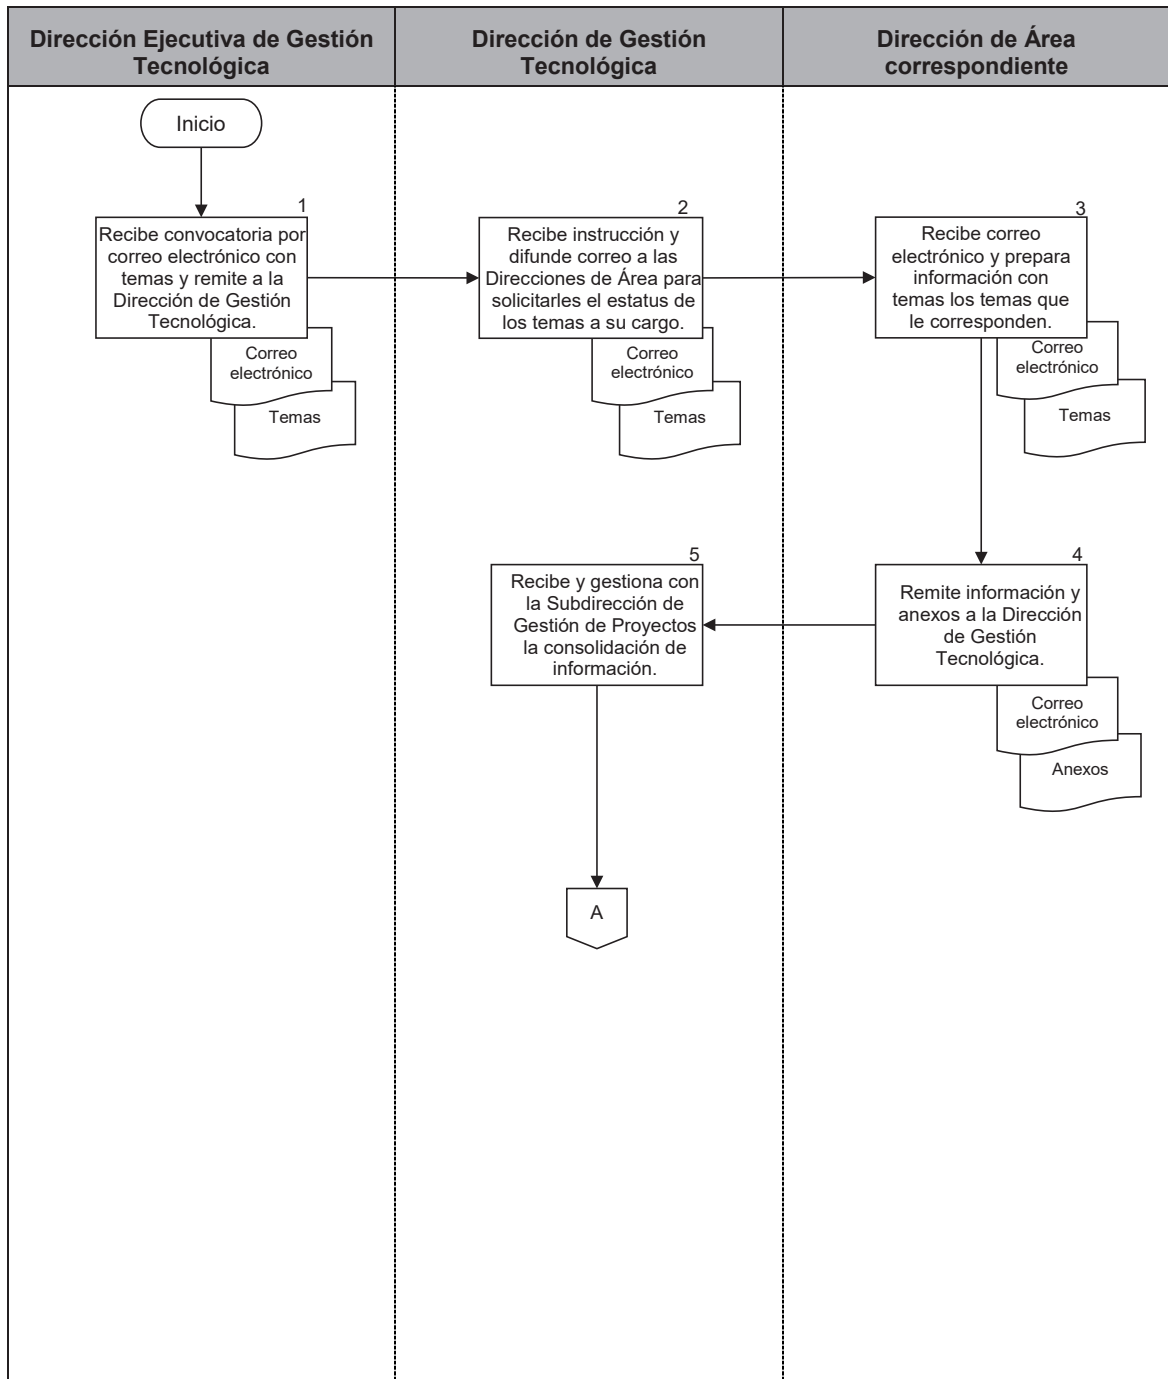 Dirección Ejecutiva de Gestión
Tecnológica
Dirección de Gestión
Tecnológica
Dirección de Área
correspondiente
Inicio
1
Recibe convocatoria por
correo electrónico con
temas y remite a la
Dirección de Gestión
Tecnológica.
Correo
electrónico
Temas
2
Recibe instrucción y
difunde correo a las
Direcciones de Área para
solicitarles el estatus de
los temas a su cargo.
Correo
electrónico
Temas
3
Recibe correo
electrónico y prepara
información con
temas los temas que
le corresponden.
Correo
electrónico
Temas
4
Remite información y
anexos a la Dirección
de Gestión
Tecnológica.
Correo
electrónico
Anexos
5
Recibe y gestiona con
la Subdirección de
Gestión de Proyectos
la consolidación de
información.
A